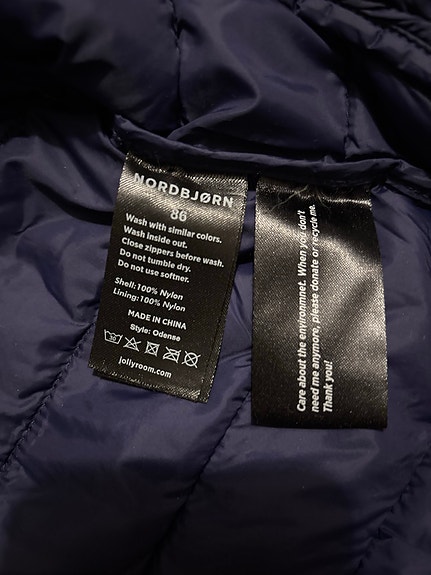 NORDBJØRN
86
Wash with similar colors.
Wash inside out.
Close zippers before wash.
Do not tumble dry.
Do not use softner.
Shell:100% Nylon
Lining:100% Nylon
MADE IN CHINA
Style: Odense
jollyroom.com
Care about the environmnet. When you don't
need me anymore, please donate or recycle me.
Thank you!